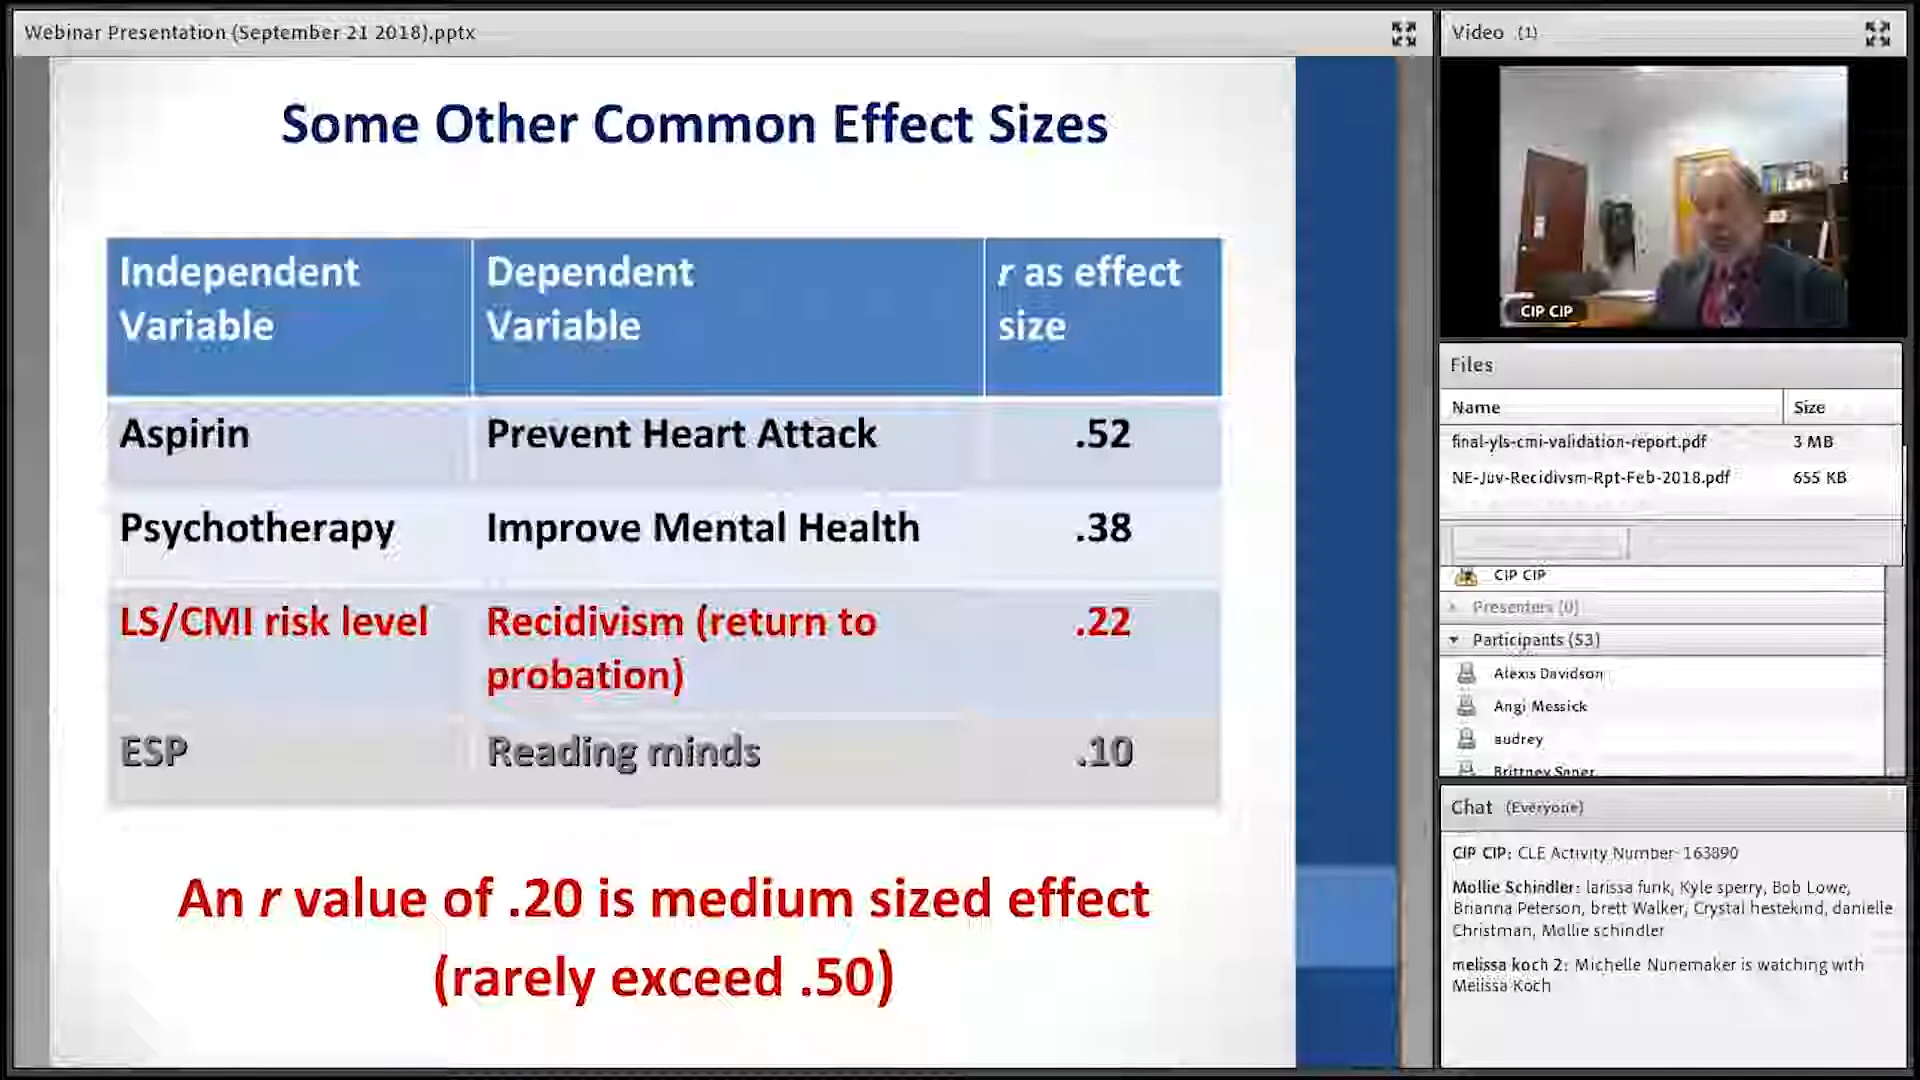 Webinar Presentation (September 21 2018).pptx
Some Other Common Effect Sizes
Independent Variable
Dependent Variable
r as effect size
Aspirin
Prevent Heart Attack
.52
Psychotherapy
Improve Mental Health
.38
LS/CMI risk level
Recidivism (return to probation)
.22
ESP
Reading minds
.10
An r value of .20 is medium sized effect
(rarely exceed .50)
Video (1)
CIP CIP
Files
Name Size
final-yls-cmi-validation-report.pdf 3 MB
NE-Juv-Recidivsm-Rpt-Feb-2018.pdf 655 KB
CIP CIP
Presenters (0)
Participants (53)
Alexis Davidson
Angi Messick
audrey
Brittney
Chat (Everyone)
CIP CIP: CLE Activity Number- 163890
Mollie Schindler: larissa funk, Kyle sperry, Bob Lowe,
Brianna Peterson, brett Walker, Crystal hestekind, danielle
Christman, Mollie schindler
melissa koch 2: Michelle Nunemaker is watching with
Melissa Koch